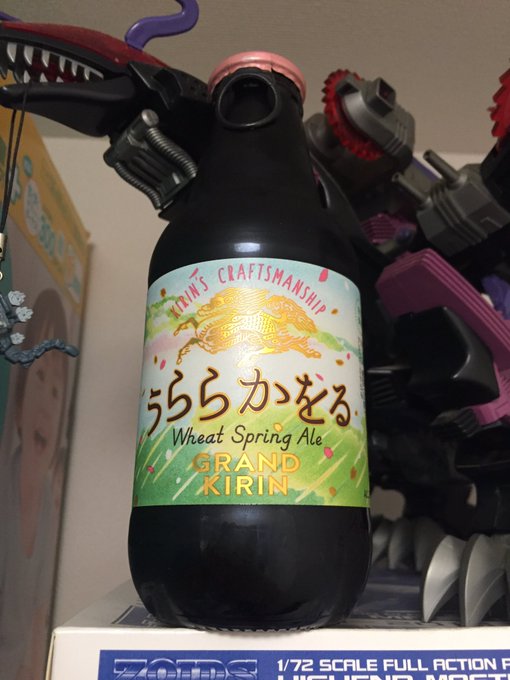 KIRIN'S CRAFTSMANSHIP
うららかをる
Wheat Spring Ale
GRAND
KIRIN
ZOIDS
1/72 SCALE FULL ACTION